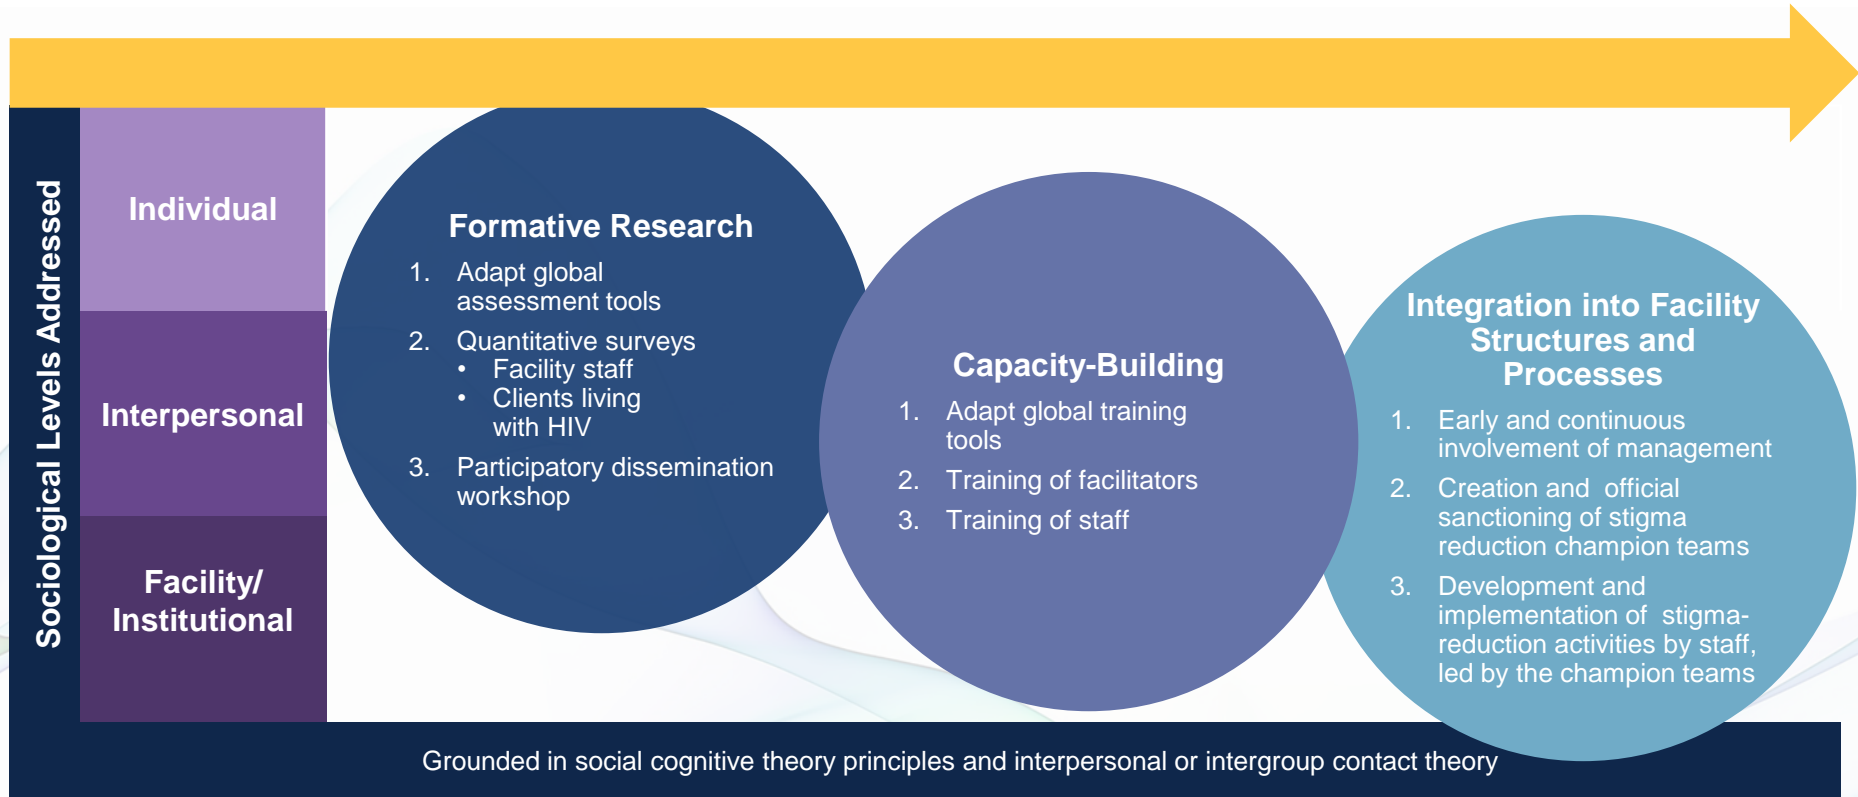 Sociological Levels Addressed
Individual
Interpersonal
Facility/
Institutional
Formative Research
1. Adapt global
assessment tools
2. Quantitative surveys
• Facility staff
• Clients living
with HIV
3. Participatory dissemination
workshop
Capacity-Building
1. Adapt global training
tools
2. Training of facilitators
3. Training of staff
Integration into Facility
Structures and
Processes
1. Early and continuous
involvement of management
2. Creation and official
sanctioning of stigma
reduction champion teams
3. Development and
implementation of stigma-
reduction activities by staff,
led by the champion teams
Grounded in social cognitive theory principles and interpersonal or intergroup contact theory